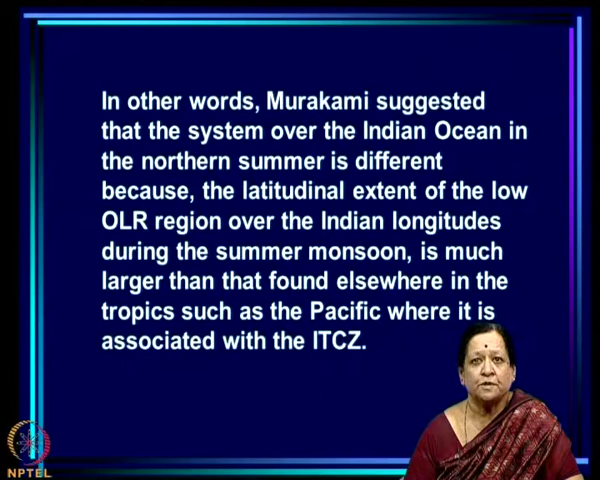 In other words, Murakami suggested
that the system over the Indian Ocean in
the northern summer is different
because, the latitudinal extent of the low
OLR region over the Indian longitudes
during the summer monsoon, is much
larger than that found elsewhere in the
tropics such as the Pacific where it is
associated with the ITCZ.
NPTEL